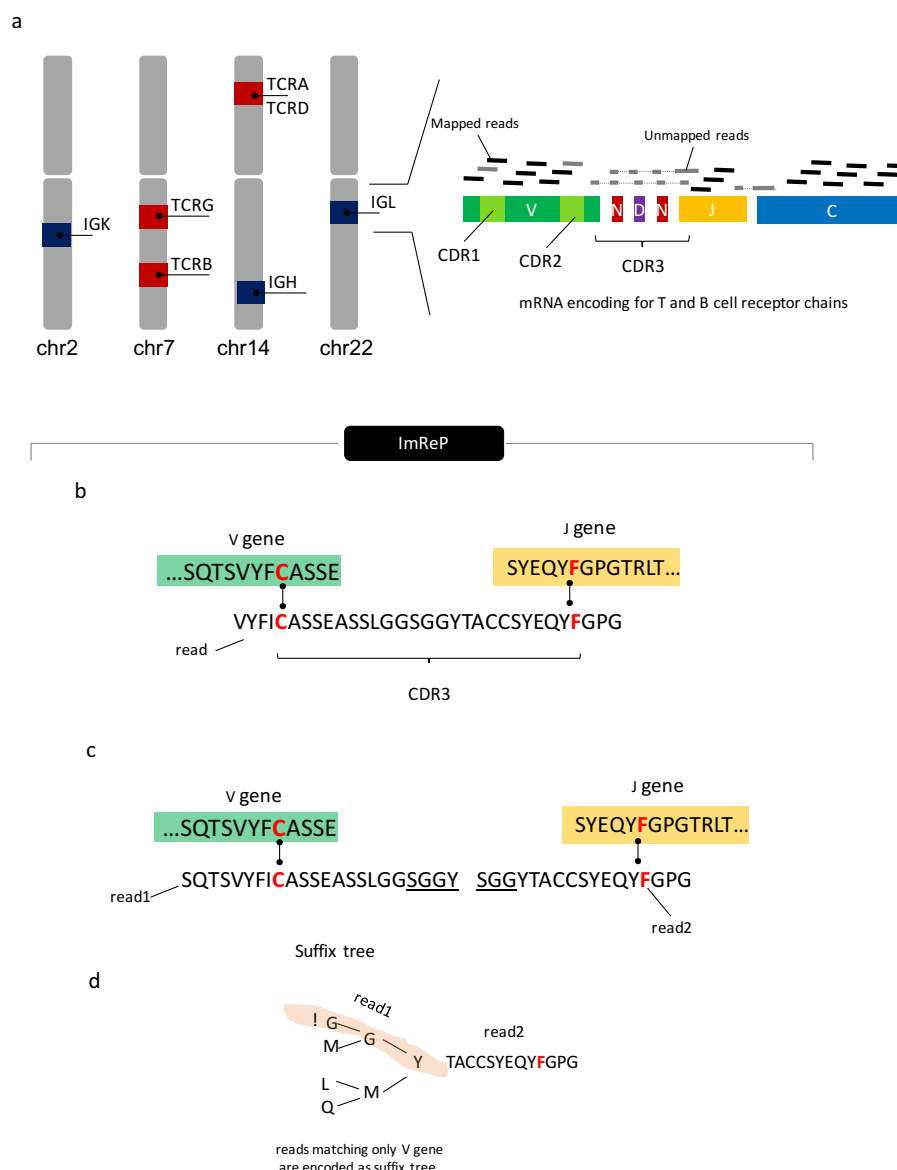 a
TCRA
TCRD
IGK
TCRG
TCRB
IGH
IGL
chr2
chr7
chr14
chr22
Mapped reads
Unmapped reads
V
N
D
N
J
C
CDR1
CDR2
CDR3
mRNA encoding for T and B cell receptor chains
ImReP
b
V gene
J gene
...SQTSVYFCASSE
SYEQYFGPGTRLT...
VYFICASSEASSLGGSGGYTACCSYEQYFGPG
read
CDR3
c
V gene
J gene
...SQTSVYFCASSE
SYEQYFGPGTRLT...
SQTSVYFICASSEASSLGGSGGY
SGGYTACCSYEQYFGPG
read1
read2
Suffix tree
d
read1
read2
! G
M
G
Y
TACCSYEQYFGPG
L
Q
M
reads matching only V gene
are encoded as suffix tree